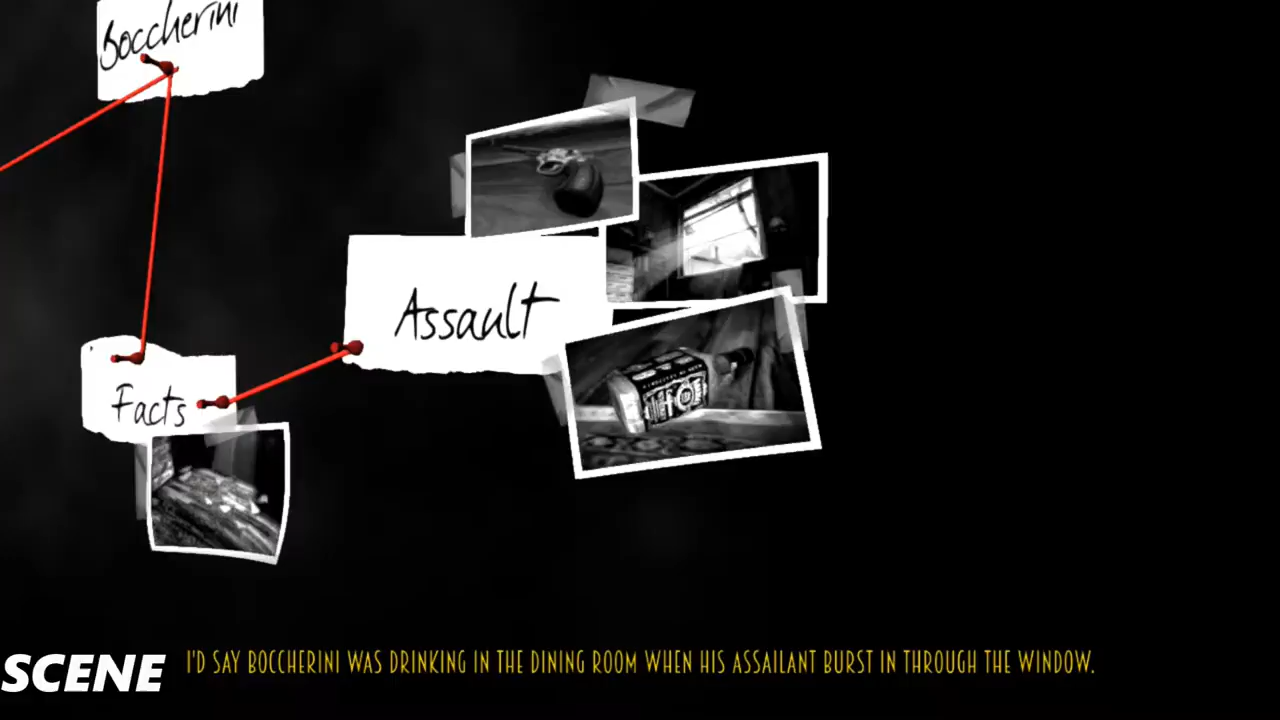 Boccherini
Assault
Facts
SCENE
I'D SAY BOCCHERINI WAS DRINKING IN THE DINING ROOM WHEN HIS ASSAILANT BURST IN THROUGH THE WINDOW.